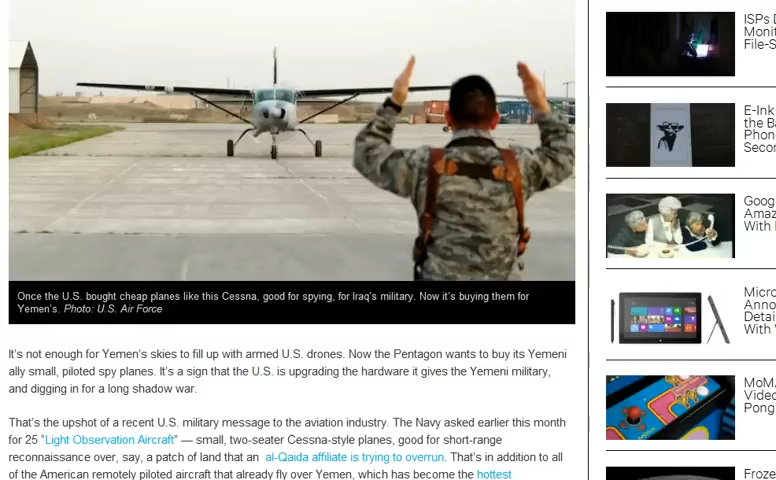 Once the U.S. bought cheap planes like this Cessna, good for spying, for Iraq's military. Now it's buying them for
Yemen's. Photo: U.S. Air Force
It's not enough for Yemen's skies to fill up with armed U.S. drones. Now the Pentagon wants to buy its Yemeni
ally small, piloted spy planes. It's a sign that the U.S. is upgrading the hardware it gives the Yemeni military,
and digging in for a long shadow war.
That's the upshot of a recent U.S. military message to the aviation industry. The Navy asked earlier this month
for 25 "Light Observation Aircraft" — small, two-seater Cessna-style planes, good for short-range
reconnaissance over, say, a patch of land that an al-Qaida affiliate is trying to overrun. That's in addition to all
of the American remotely piloted aircraft that already fly over Yemen, which has become the hottest
ISPs
Monit
File-S
E-Ink
the Ba
Phon
Secon
Goog
Amaz
With
Micro
Anno
Detai
With
MoM
Video
Pong
Froze